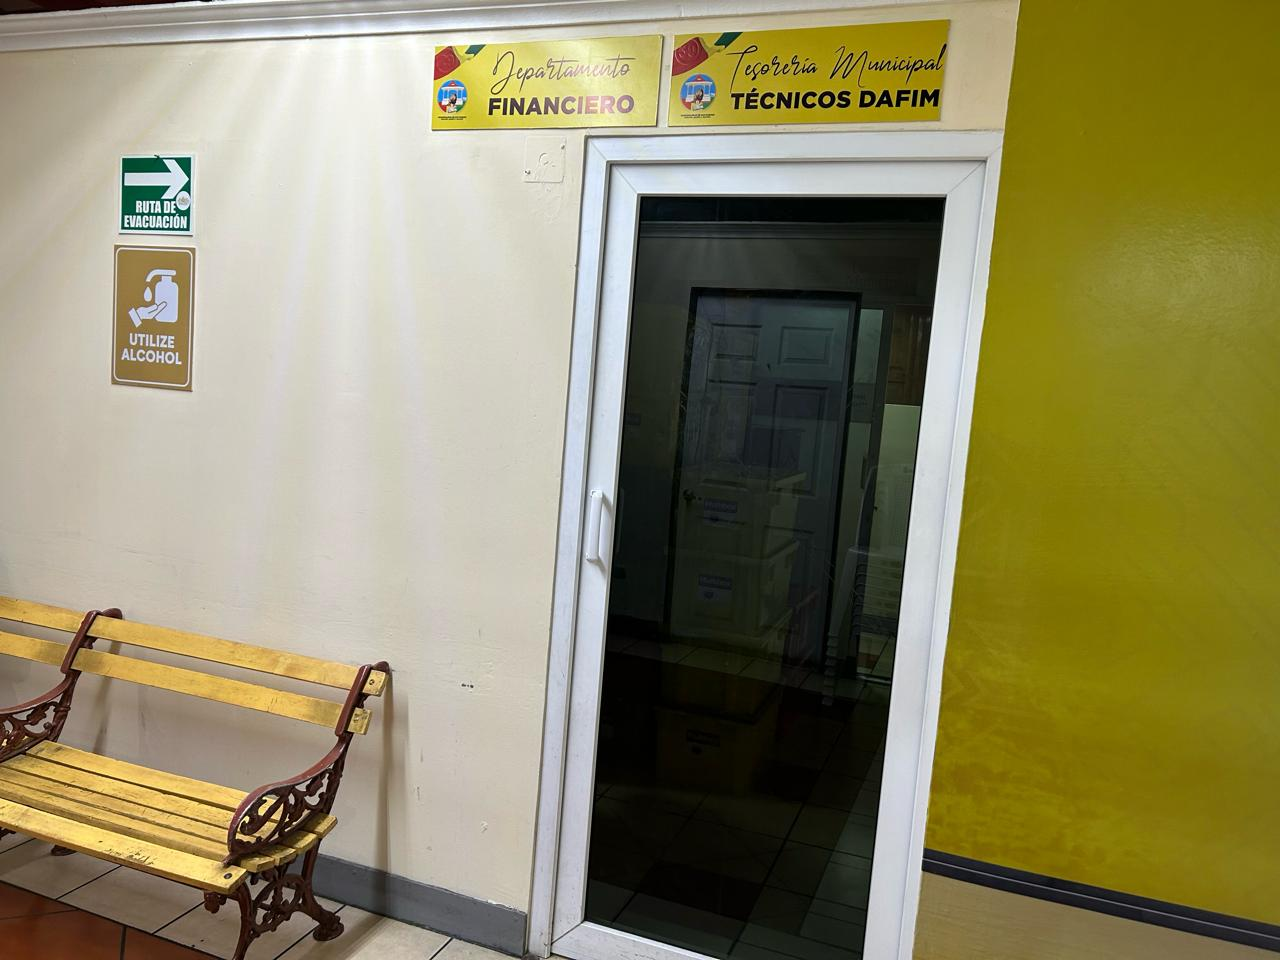 Departamento
FINANCIERO
Tesorería Municipal
TÉCNICOS DAFIM
RUTA DE
EVACUACIÓN
UTILIZE
ALCOHOL